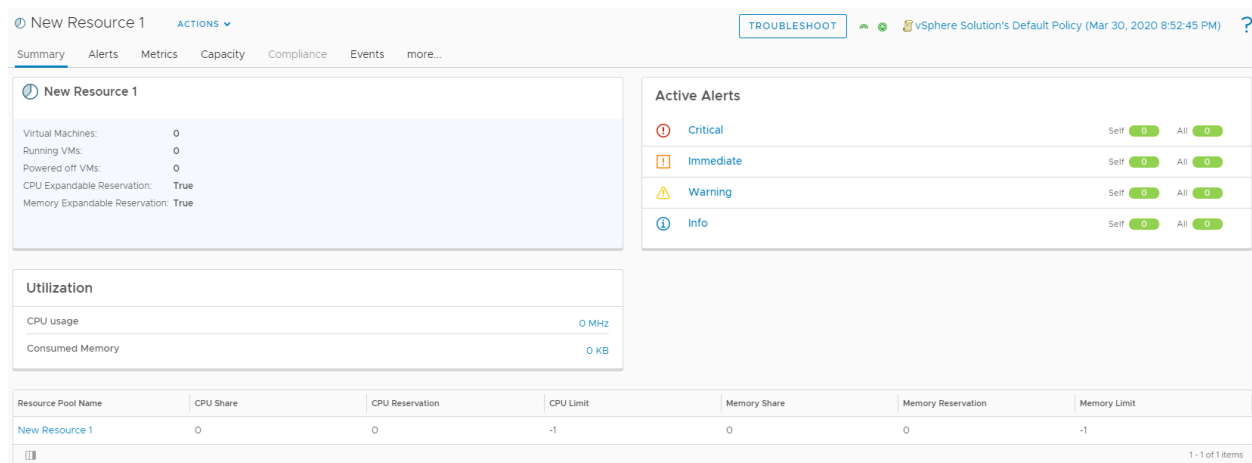 New Resource 1 ACTIONS TROUBLESHOOT vSphere Solution's Default Policy (Mar 30, 2020 8:52:45 PM) ?
Summary Alerts Metrics Capacity Compliance Events more...
New Resource 1
Virtual Machines: 0
Running VMs: 0
Powered off VMs: 0
CPU Expandable Reservation: True
Memory Expandable Reservation: True
Active Alerts
Critical Self 0 All 0
Immediate Self 0 All 0
Warning Self 0 All 0
Info Self 0 All 0
Utilization
CPU usage 0 MHz
Consumed Memory 0 KB
Resource Pool Name CPU Share CPU Reservation CPU Limit Memory Share Memory Reservation Memory Limit
New Resource 1 0 0 -1 0 0 -1
1 - 1 of 1 items